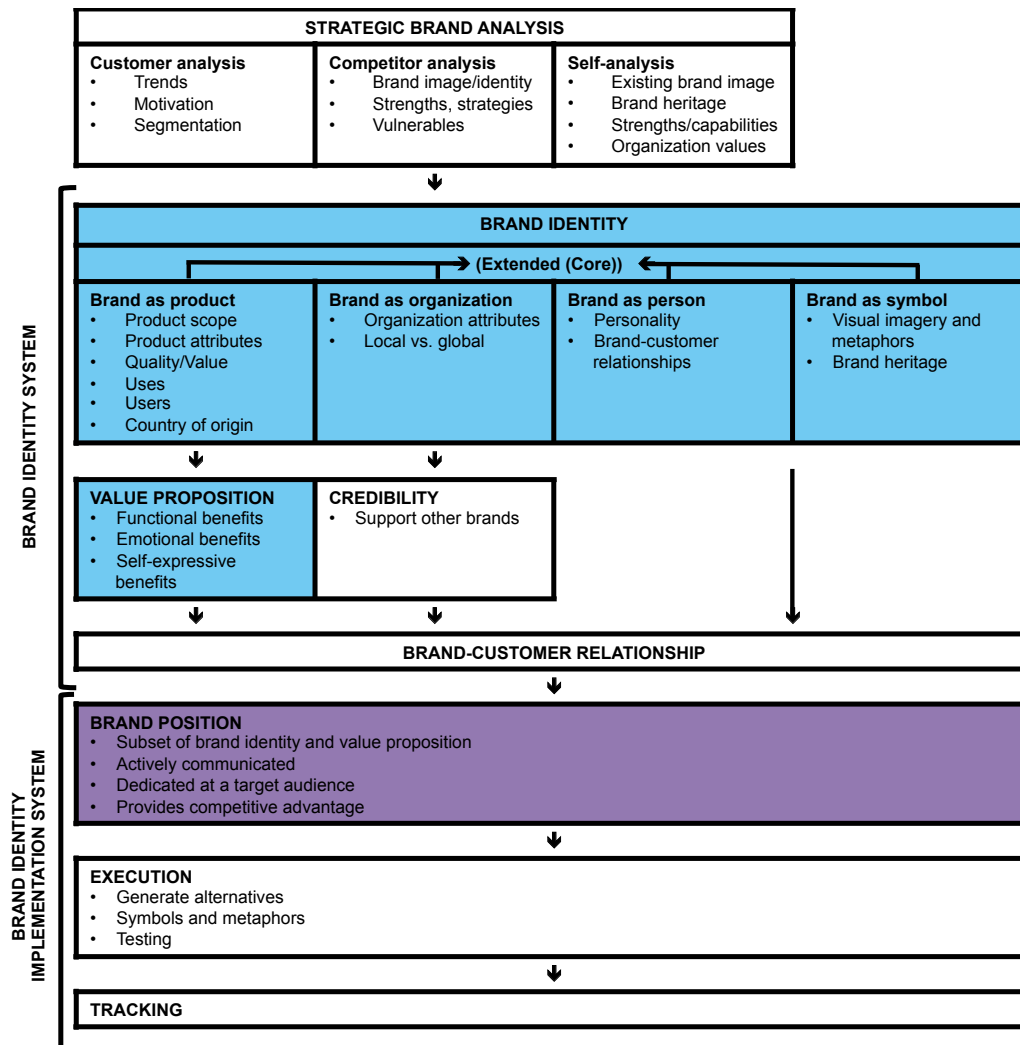 STRATEGIC BRAND ANALYSIS
Customer analysis
• Trends
• Motivation
• Segmentation
Competitor analysis
• Brand image/identity
• Strengths, strategies
• Vulnerables
Self-analysis
• Existing brand image
• Brand heritage
• Strengths/capabilities
• Organization values
BRAND IDENTITY SYSTEM
BRAND IDENTITY
(Extended (Core))
Brand as product
• Product scope
• Product attributes
• Quality/Value
• Uses
• Users
• Country of origin
Brand as organization
• Organization attributes
• Local vs. global
Brand as person
• Personality
• Brand-customer
relationships
Brand as symbol
• Visual imagery and
metaphors
• Brand heritage
VALUE PROPOSITION
• Functional benefits
• Emotional benefits
• Self-expressive
benefits
CREDIBILITY
• Support other brands
BRAND-CUSTOMER RELATIONSHIP
BRAND IDENTITY
IMPLEMENTATION SYSTEM
BRAND POSITION
• Subset of brand identity and value proposition
• Actively communicated
• Dedicated at a target audience
• Provides competitive advantage
EXECUTION
• Generate alternatives
• Symbols and metaphors
• Testing
TRACKING